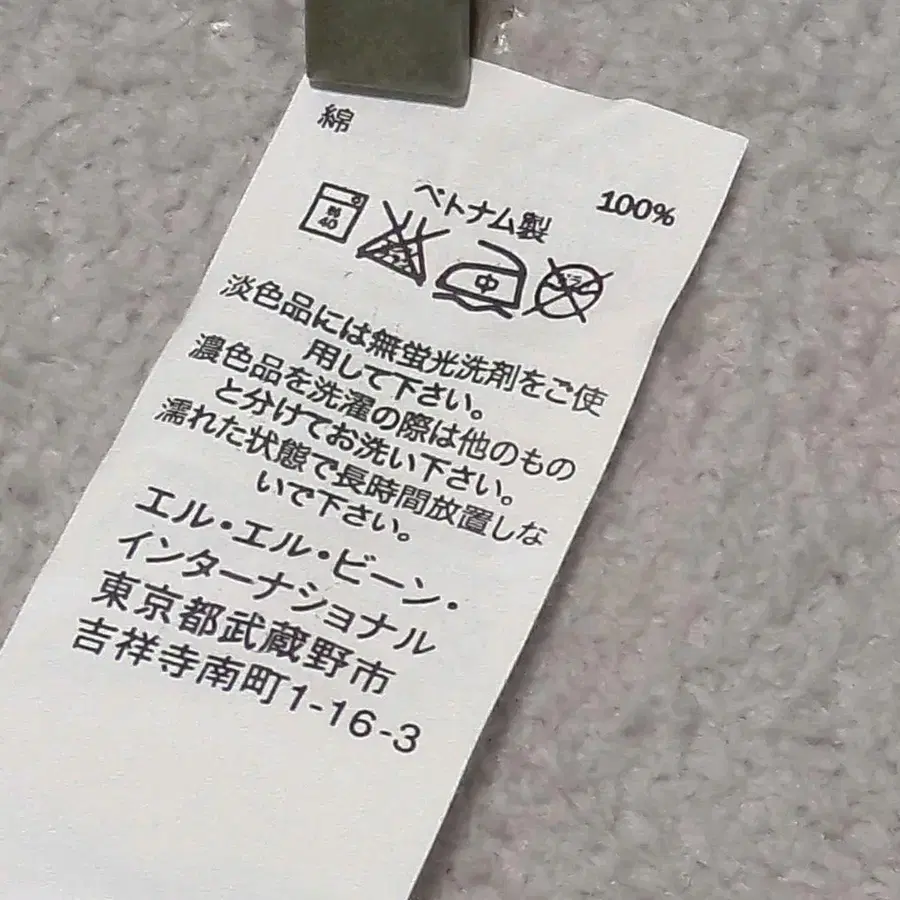 綿
100%
ベトナム製
弱
40
中
淡色品には無蛍光洗剤をご使
用して下さい。
濃色品を洗濯の際は他のもの
と分けてお洗い下さい。
濡れた状態で長時間放置しな
いで下さい。
エル・エル・ビーン・
インターナショナル
東京都武蔵野市
吉祥寺南町1-16-3